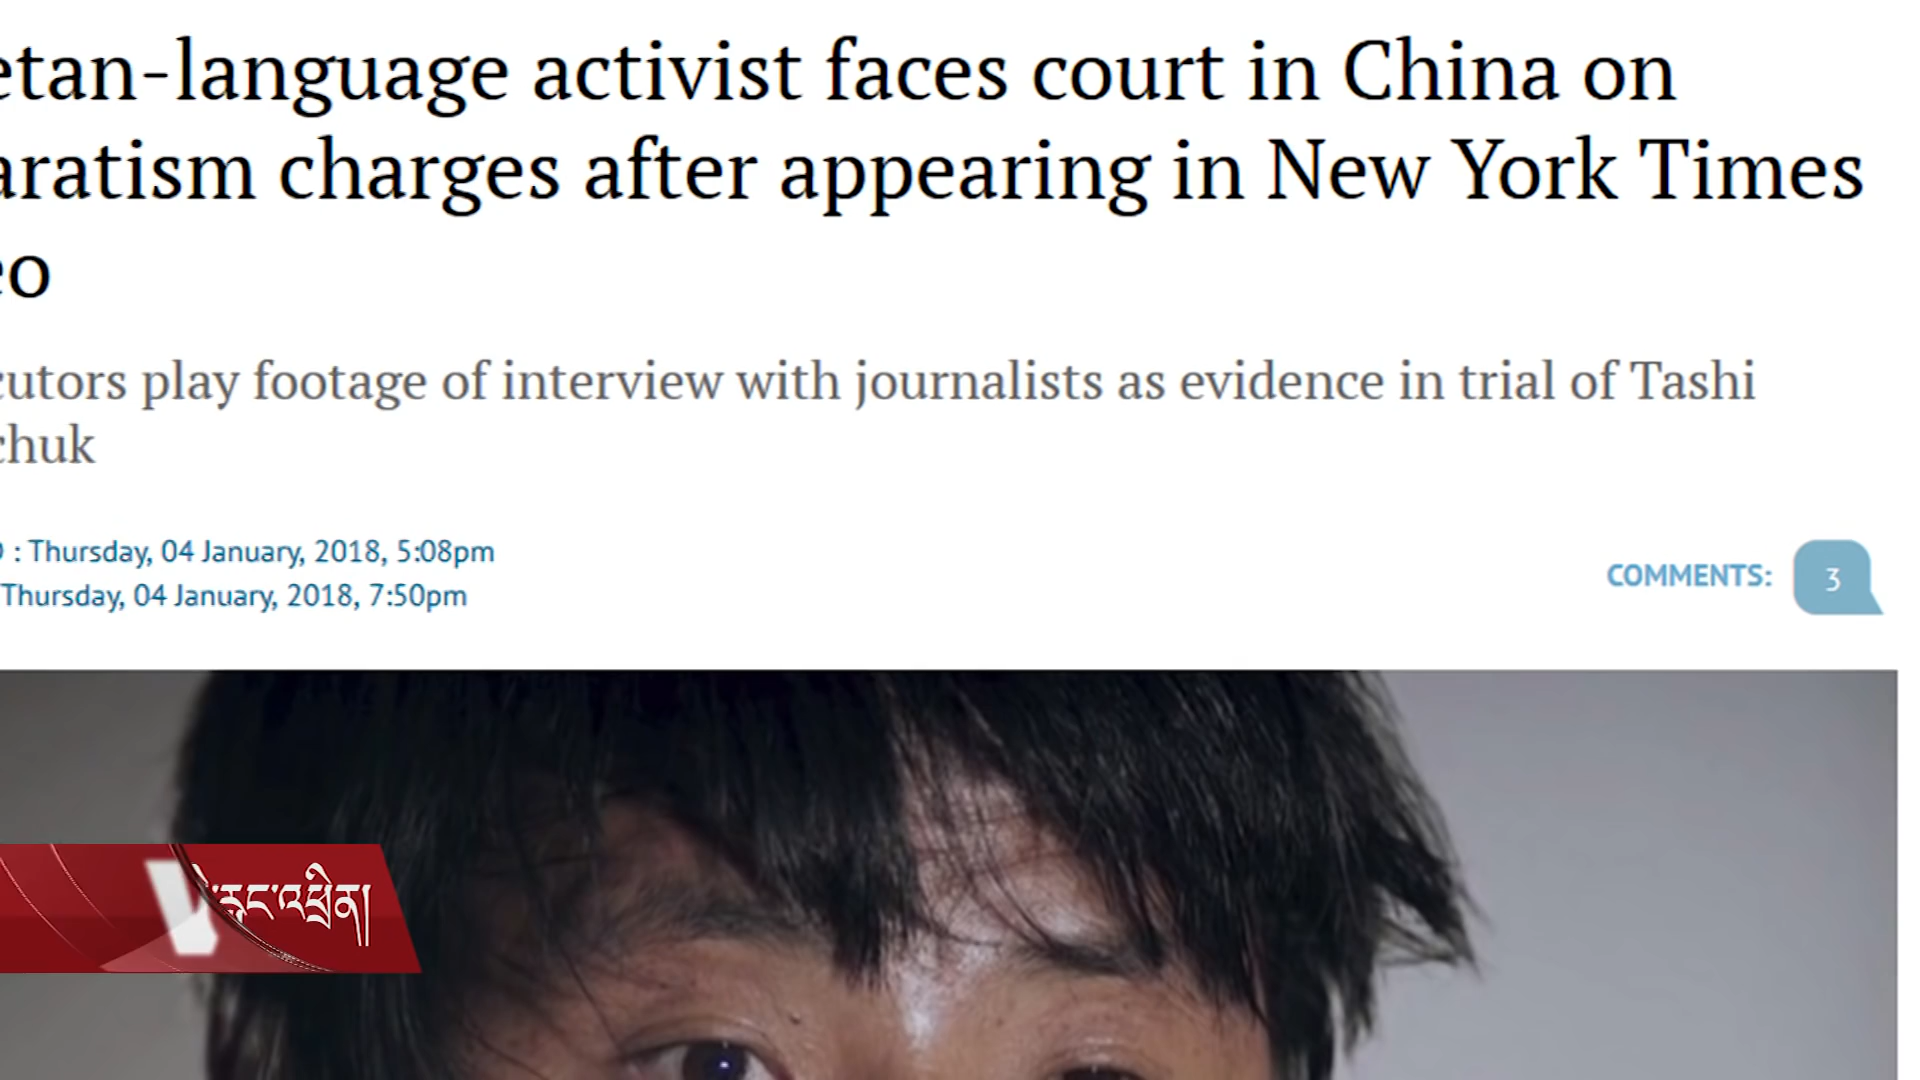 etan-language activist faces court in China on
aratism charges after appearing in New York Times
eo
cutors play footage of interview with journalists as evidence in trial of Tashi
chuk
: Thursday, 04 January, 2018, 5:08pm
Thursday, 04 January, 2018, 7:50pm
COMMENTS: 3